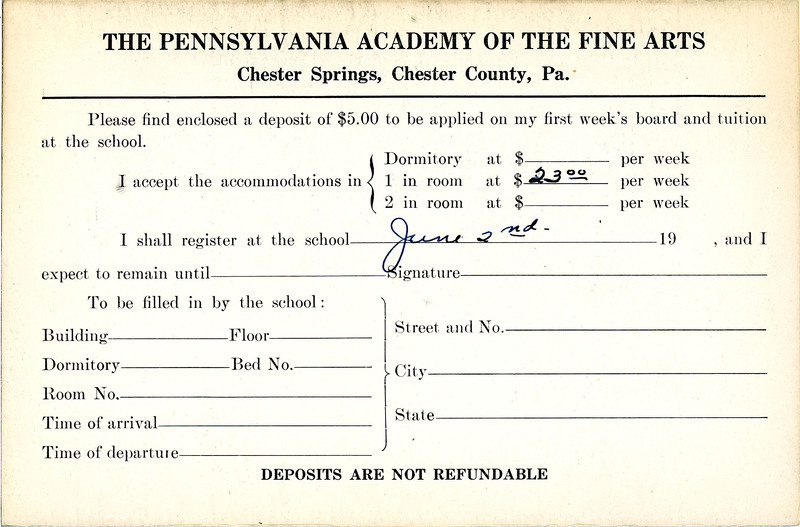 THE PENNSYLVANIA ACADEMY OF THE FINE ARTS
Chester Springs, Chester County, Pa.
Please find enclosed a deposit of $5.00 to be applied on my first week's board and tuition
at the school.
I accept the accommodations in
Dormitory at $ per week
1 in room at $ 23 00 per week
2 in room at $ per week
I shall register at the school June 2nd. 19 , and I
expect to remain until Signature
To be filled in by the school:
Building Floor
Dormitory Bed No.
Room No.
Time of arrival
Time of departure
Street and No.
City
State
DEPOSITS ARE NOT REFUNDABLE